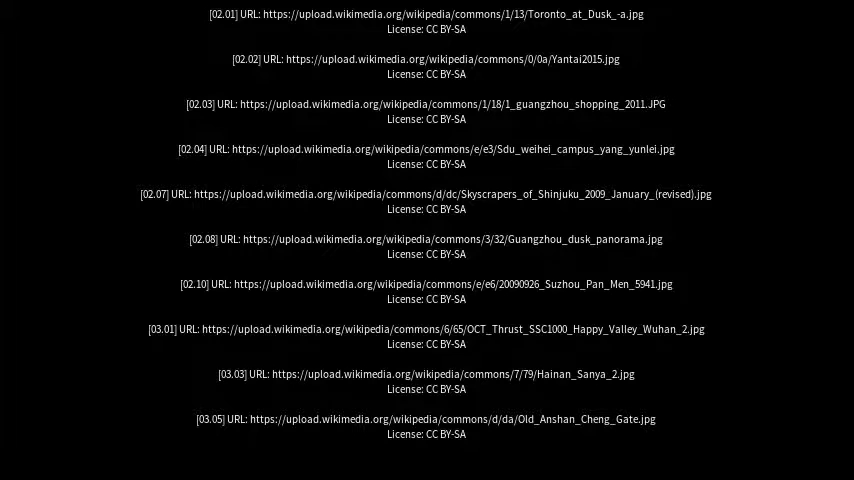 [02.01] URL: https://upload.wikimedia.org/wikipedia/commons/1/13/Toronto_at_Dusk_-a.jpg
License: CC BY-SA
[02.02] URL: https://upload.wikimedia.org/wikipedia/commons/0/0a/Yantai2015.jpg
License: CC BY-SA
[02.03] URL: https://upload.wikimedia.org/wikipedia/commons/1/18/1_guangzhou_shopping_2011.JPG
License: CC BY-SA
[02.04] URL: https://upload.wikimedia.org/wikipedia/commons/e/e3/Sdu_weihei_campus_yang_yunlei.jpg
License: CC BY-SA
[02.07] URL: https://upload.wikimedia.org/wikipedia/commons/d/dc/Skyscrapers_of_Shinjuku_2009_January_(revised).jpg
License: CC BY-SA
[02.08] URL: https://upload.wikimedia.org/wikipedia/commons/3/32/Guangzhou_dusk_panorama.jpg
License: CC BY-SA
[02.10] URL: https://upload.wikimedia.org/wikipedia/commons/e/e6/20090926_Suzhou_Pan_Men_5941.jpg
License: CC BY-SA
[03.01] URL: https://upload.wikimedia.org/wikipedia/commons/6/65/OCT_Thrust_SSC1000_Happy_Valley_Wuhan_2.jpg
License: CC BY-SA
[03.03] URL: https://upload.wikimedia.org/wikipedia/commons/7/79/Hainan_Sanya_2.jpg
License: CC BY-SA
[03.05] URL: https://upload.wikimedia.org/wikipedia/commons/d/da/Old_Anshan_Cheng_Gate.jpg
License: CC BY-SA